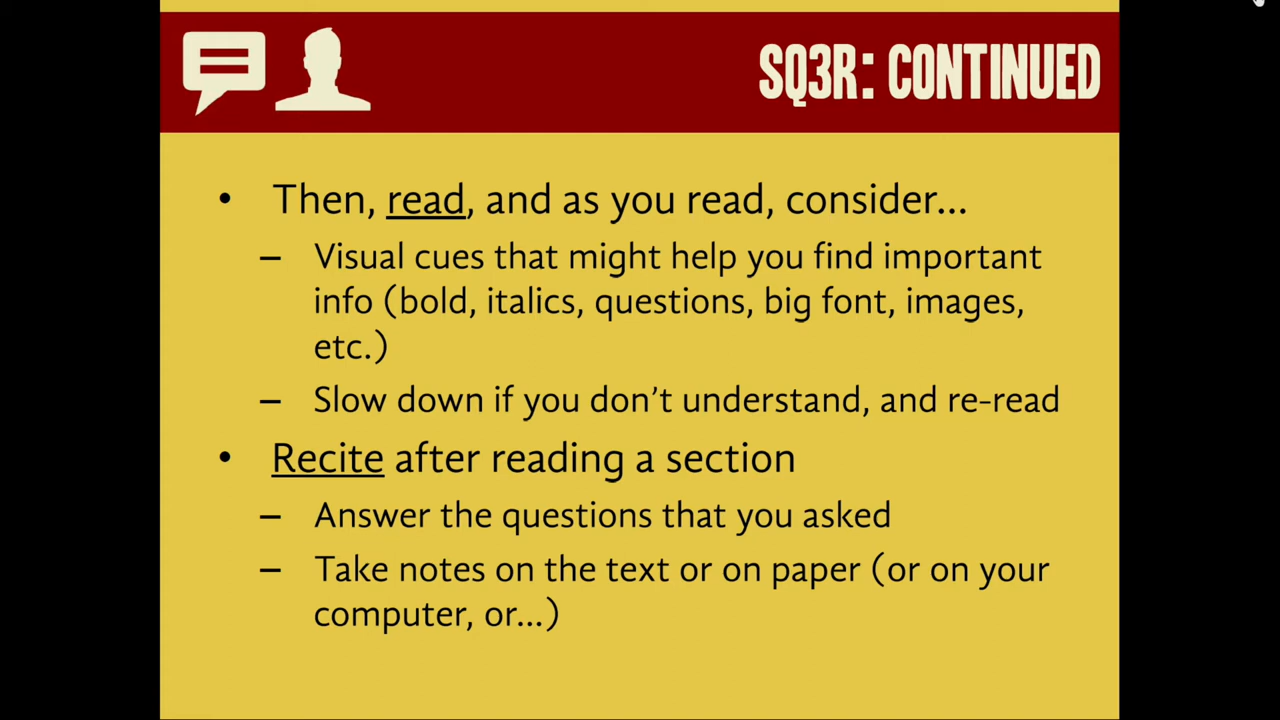 SQ3R: CONTINUED
• Then, read, and as you read, consider...
– Visual cues that might help you find important
info (bold, italics, questions, big font, images,
etc.)
– Slow down if you don’t understand, and re-read
• Recite after reading a section
– Answer the questions that you asked
– Take notes on the text or on paper (or on your
computer, or...)